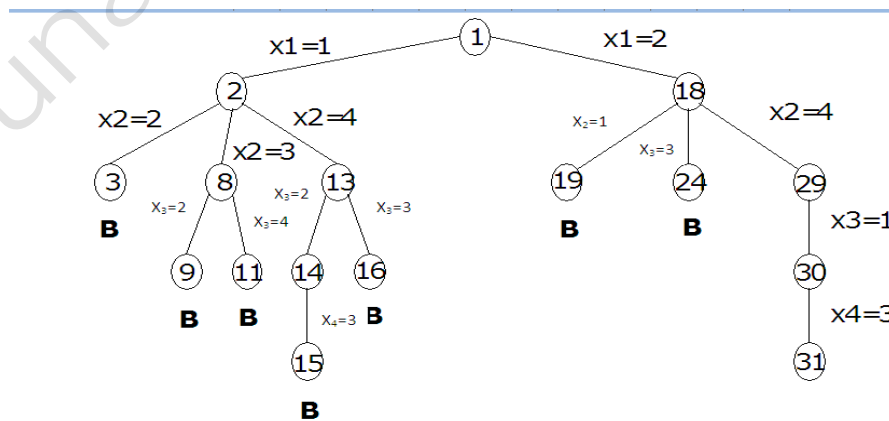 una
1
x1=1
x1=2
2
18
x2=2
x2=3
x2=4
X₂=1
X₃=3
x2=4
3
8
13
19
24
29
B
X₃=2
X₃=4
X₃=2
X₃=3
B
B
x3=1
9
11
14
16
30
B
B
X₄=3
B
x4=3
15
31
B